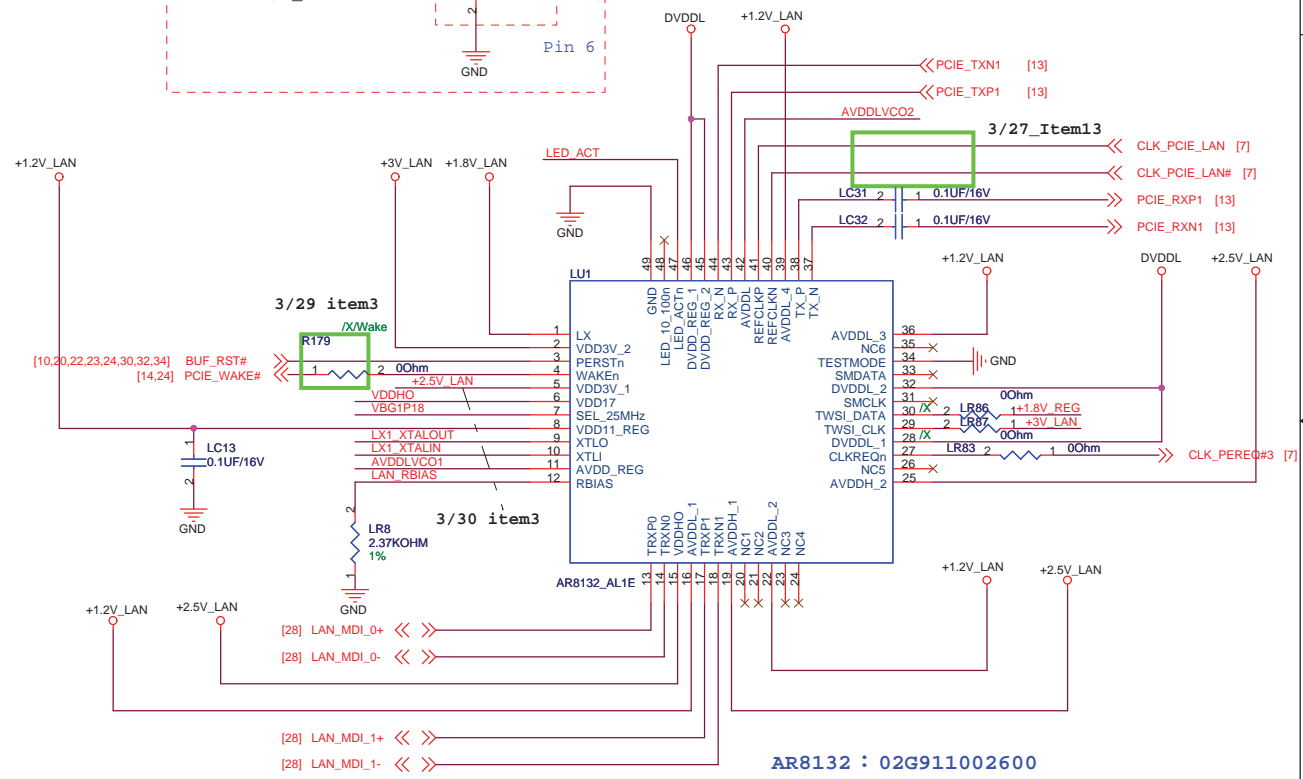 2
GND
Pin 6
DVDDL
+1.2V_LAN
PCIE_TXN1 [13]
PCIE_TXP1 [13]
AVDDLVCO2
3/27_Item13
CLK_PCIE_LAN [7]
CLK_PCIE_LAN# [7]
LC31 2 1 0.1UF/16V
PCIE_RXP1 [13]
LC32 2 1 0.1UF/16V
PCIE_RXN1 [13]
+1.2V_LAN
+3V_LAN
+1.8V_LAN
LED_ACT
GND
+1.2V_LAN
DVDDL
+2.5V_LAN
49 48 47 46 45 44 43 42 41 40 39 38 37
LU1
GND
LED_10_100n
LED_ACTn
DVDD_REG_1
DVDD_REG_2
RX_N
RX_P
AVDDL
REFCLKP
REFCLKN
AVDDL_4
TX_P
TX_N
3/29 item3
/X/Wake
R179
[10,20,22,23,24,30,32,34] BUF_RST#
[14,24] PCIE_WAKE#
1 2 0Ohm
+2.5V_LAN
VDDHO
VBG1P18
LX1_XTALOUT
LX1_XTALIN
AVDDLVCO1
LAN_RBIAS
1 LX
2 VDD3V_2
3 PERSTn
4 WAKEn
5 VDD3V_1
6 VDD17
7 SEL_25MHz
8 VDD11_REG
9 XTLO
10 XTLI
11 AVDD_REG
12 RBIAS
AVDDL_3 36
NC6 35
TESTMODE 34
SMDATA 33
DVDDL_2 32
SMCLK 31
TWSI_DATA 30
TWSI_CLK 29
DVDDL_1 28
CLKREQn 27
NC5 26
AVDDH_2 25
GND
0Ohm
/X 2 LR86 1 +1.8V_REG
2 LR87 1 +3V_LAN
/X 0Ohm
LR83 2 1 0Ohm
CLK_PEREQ#3 [7]
1
LC13
0.1UF/16V
2
GND
3/30 item3
2
LR8
2.37KOHM
1%
1
GND
TRXP0
TRXN0
VDDHO
AVDDL_1
TRXP1
TRXN1
AVDDH_1
NC1
NC2
AVDDL_2
NC3
NC4
AR8132_AL1E
13 14 15 16 17 18 19 20 21 22 23 24
+1.2V_LAN
+2.5V_LAN
+1.2V_LAN
+2.5V_LAN
[28] LAN_MDI_0+
[28] LAN_MDI_0-
[28] LAN_MDI_1+
[28] LAN_MDI_1-
AR8132 : 02G911002600